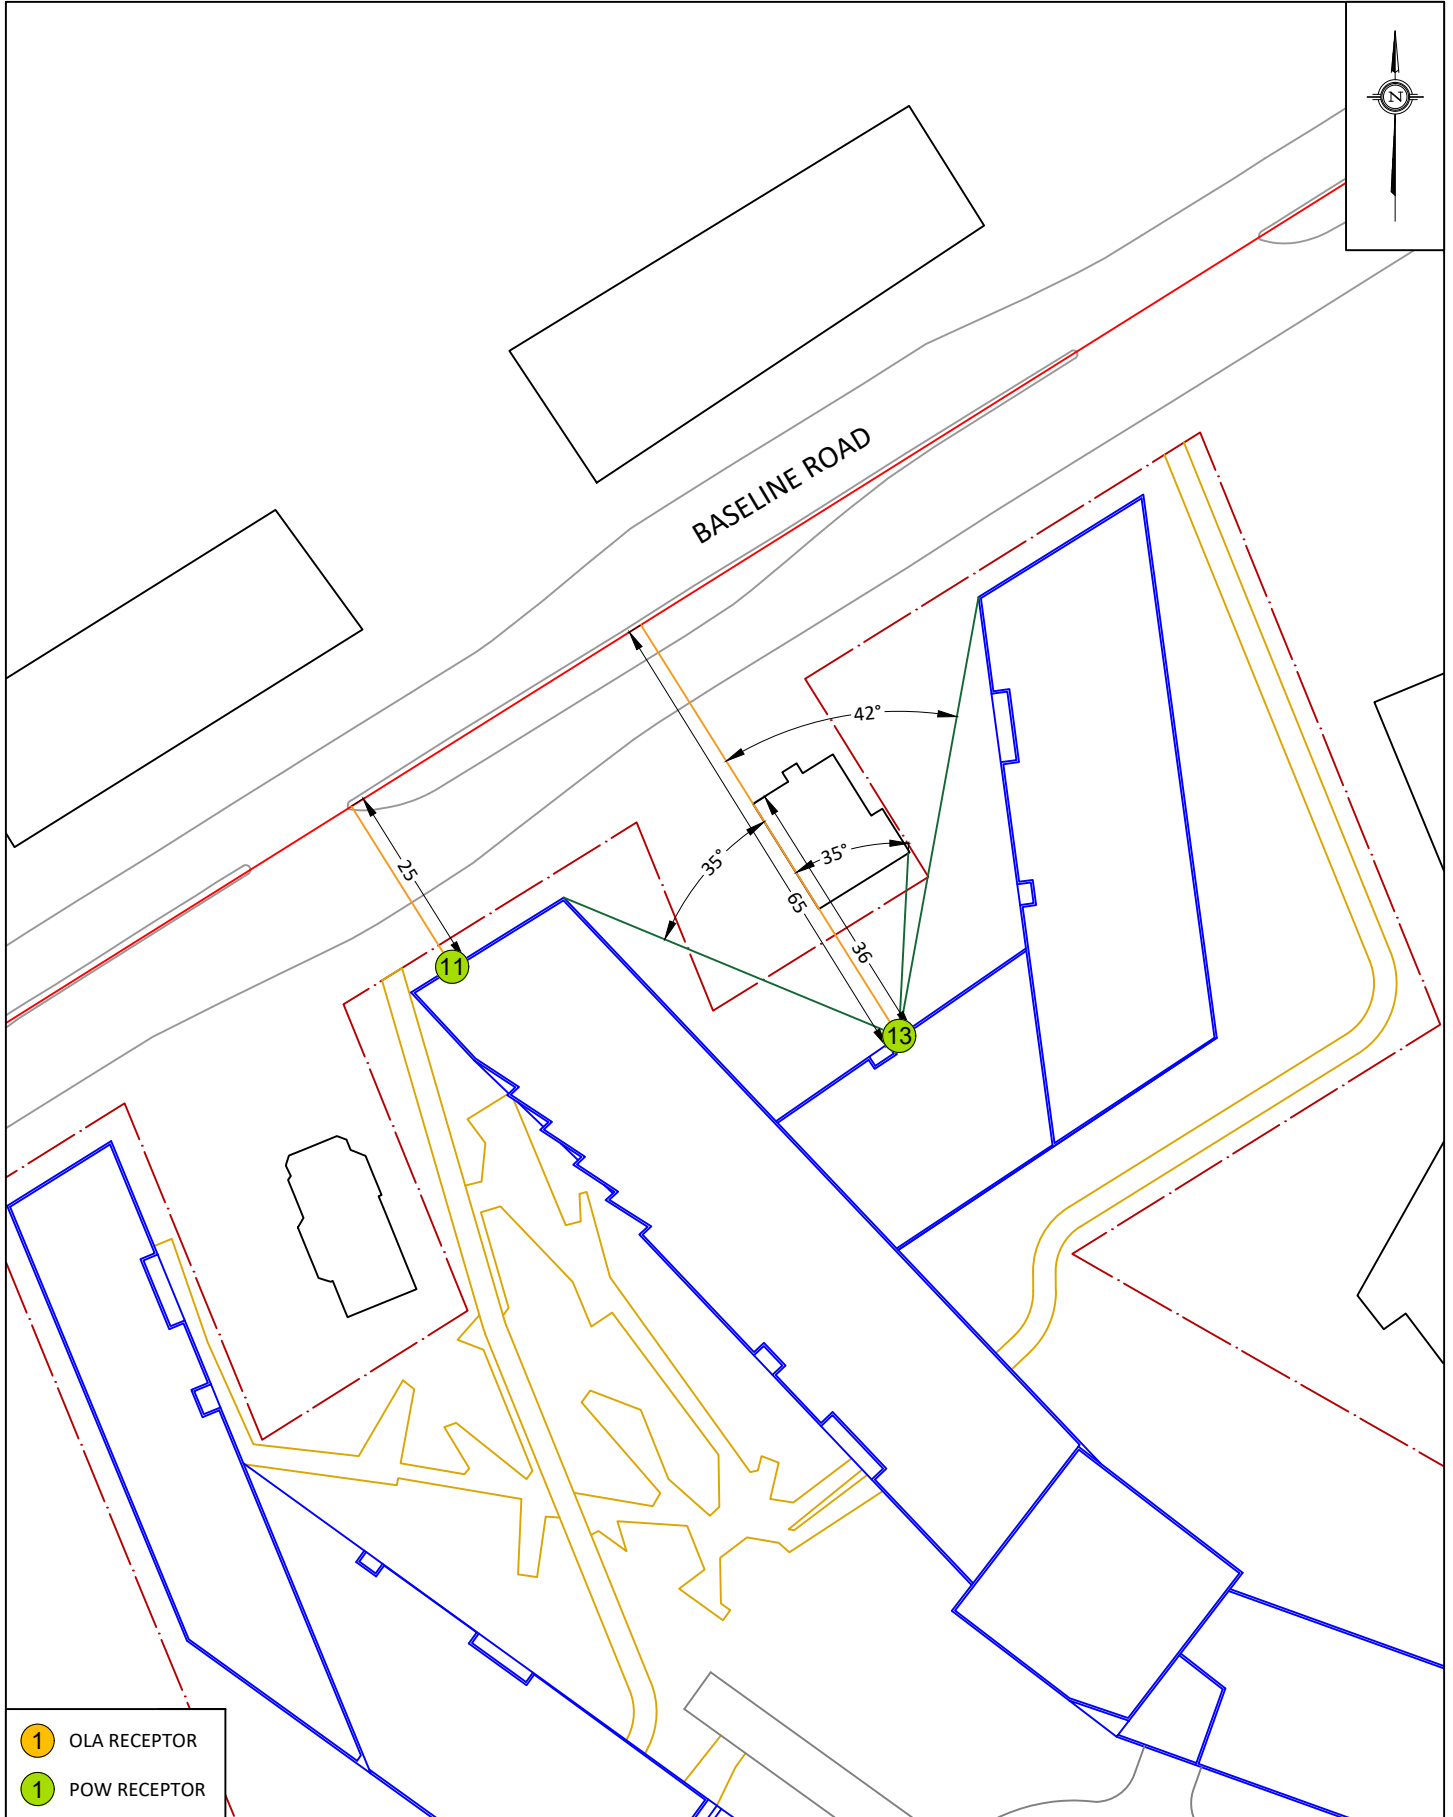 N
BASELINE ROAD
42°
35°
35°
25
65
36
11
13
1 OLA RECEPTOR
1 POW RECEPTOR